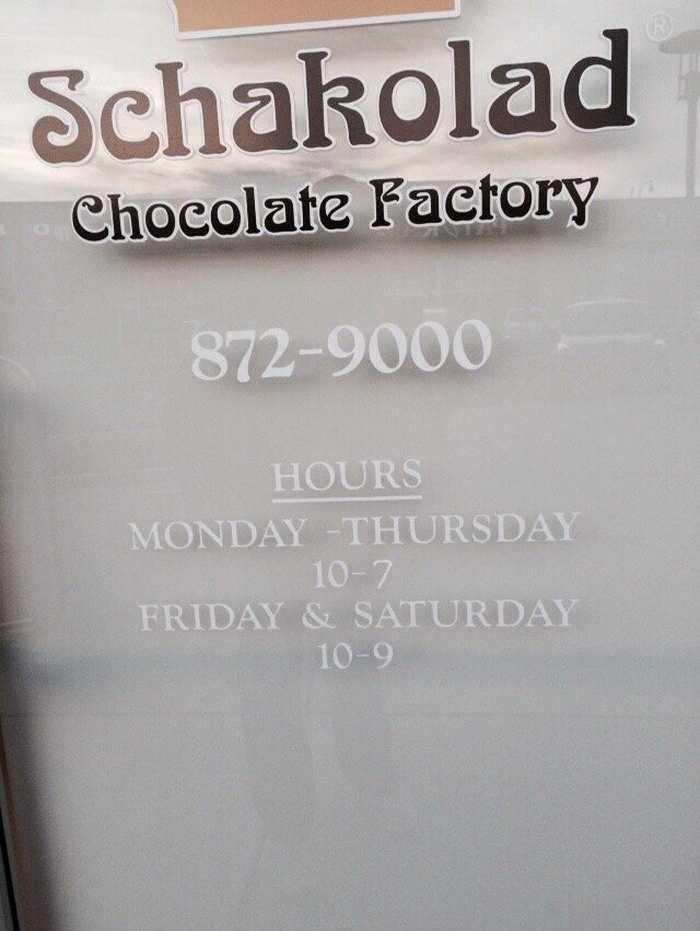 Schakolad®
Chocolate Factory
872-9000
HOURS
MONDAY -THURSDAY
10-7
FRIDAY & SATURDAY
10-9